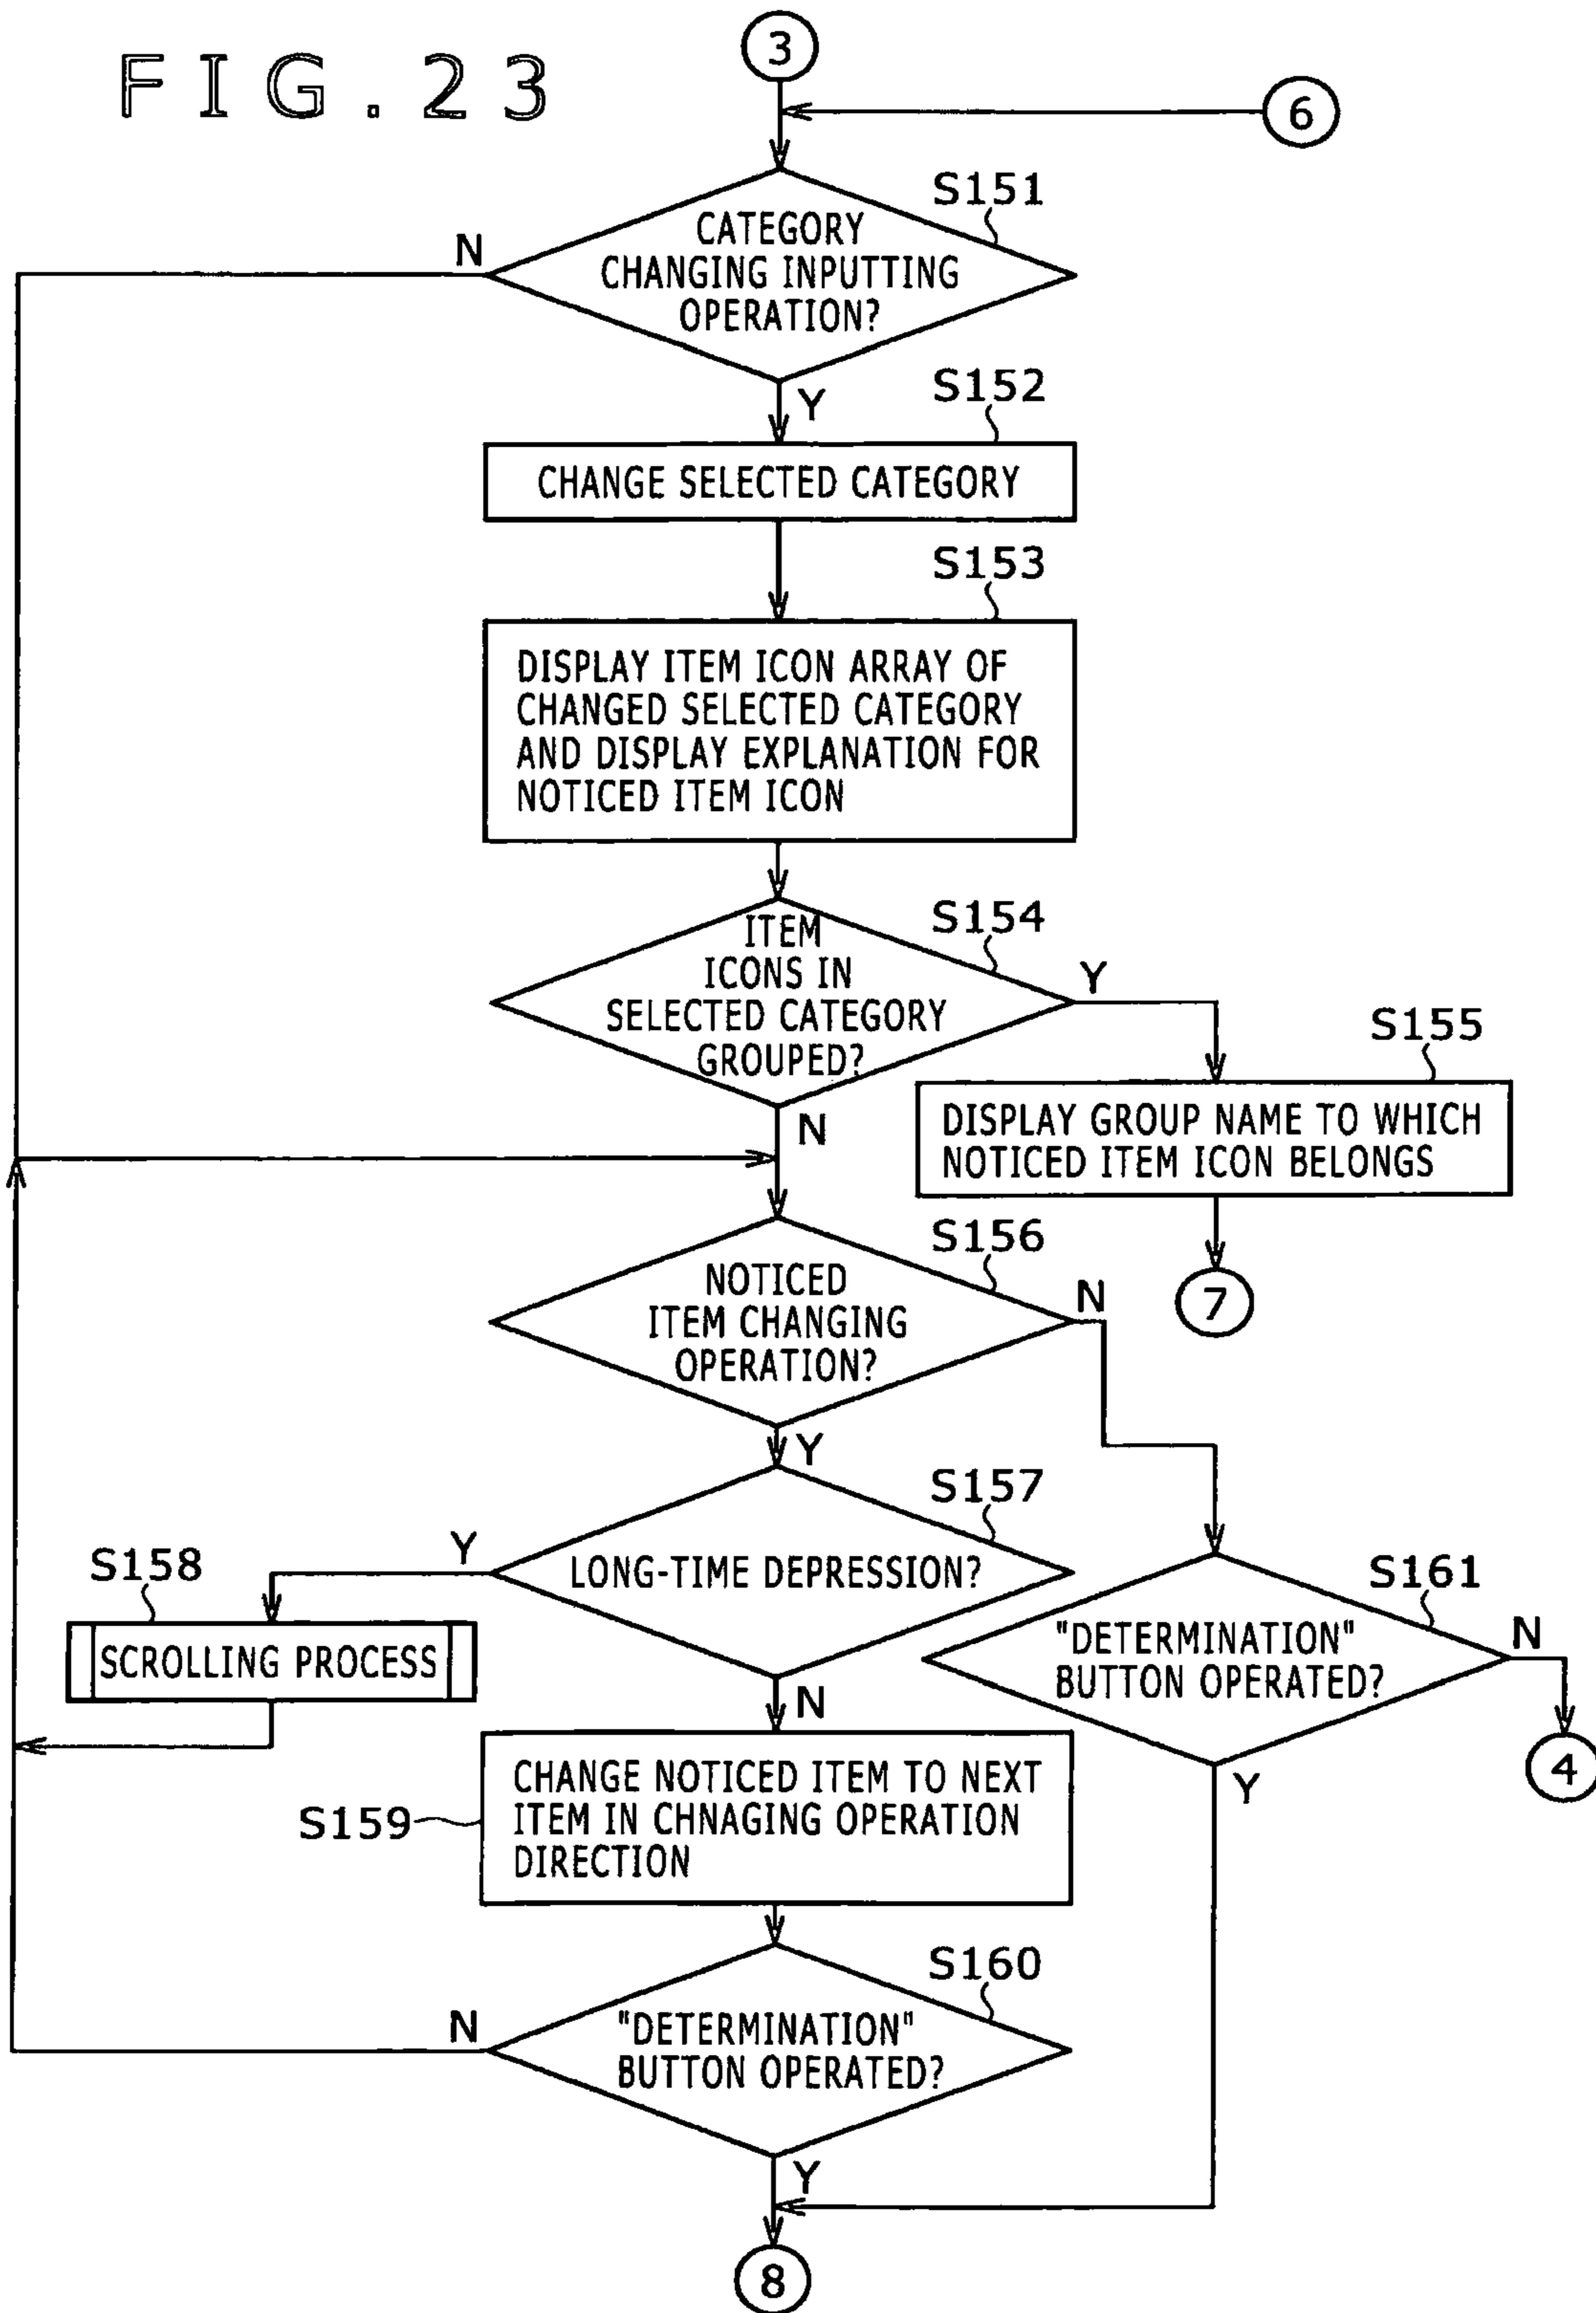 FIG.23
3
6
S151
N
CATEGORY
CHANGING INPUTTING
OPERATION?
Y
S152
CHANGE SELECTED CATEGORY
S153
DISPLAY ITEM ICON ARRAY OF
CHANGED SELECTED CATEGORY
AND DISPLAY EXPLANATION FOR
NOTICED ITEM ICON
S154
ITEM
ICONS IN
SELECTED CATEGORY
GROUPED?
Y
S155
DISPLAY GROUP NAME TO WHICH
NOTICED ITEM ICON BELONGS
7
N
S156
NOTICED
ITEM CHANGING
OPERATION?
N
Y
S157
LONG-TIME DEPRESSION?
Y
S158
SCROLLING PROCESS
N
S161
"DETERMINATION"
BUTTON OPERATED?
N
4
Y
S159
CHANGE NOTICED ITEM TO NEXT
ITEM IN CHNAGING OPERATION
DIRECTION
S160
"DETERMINATION"
BUTTON OPERATED?
N
Y
8